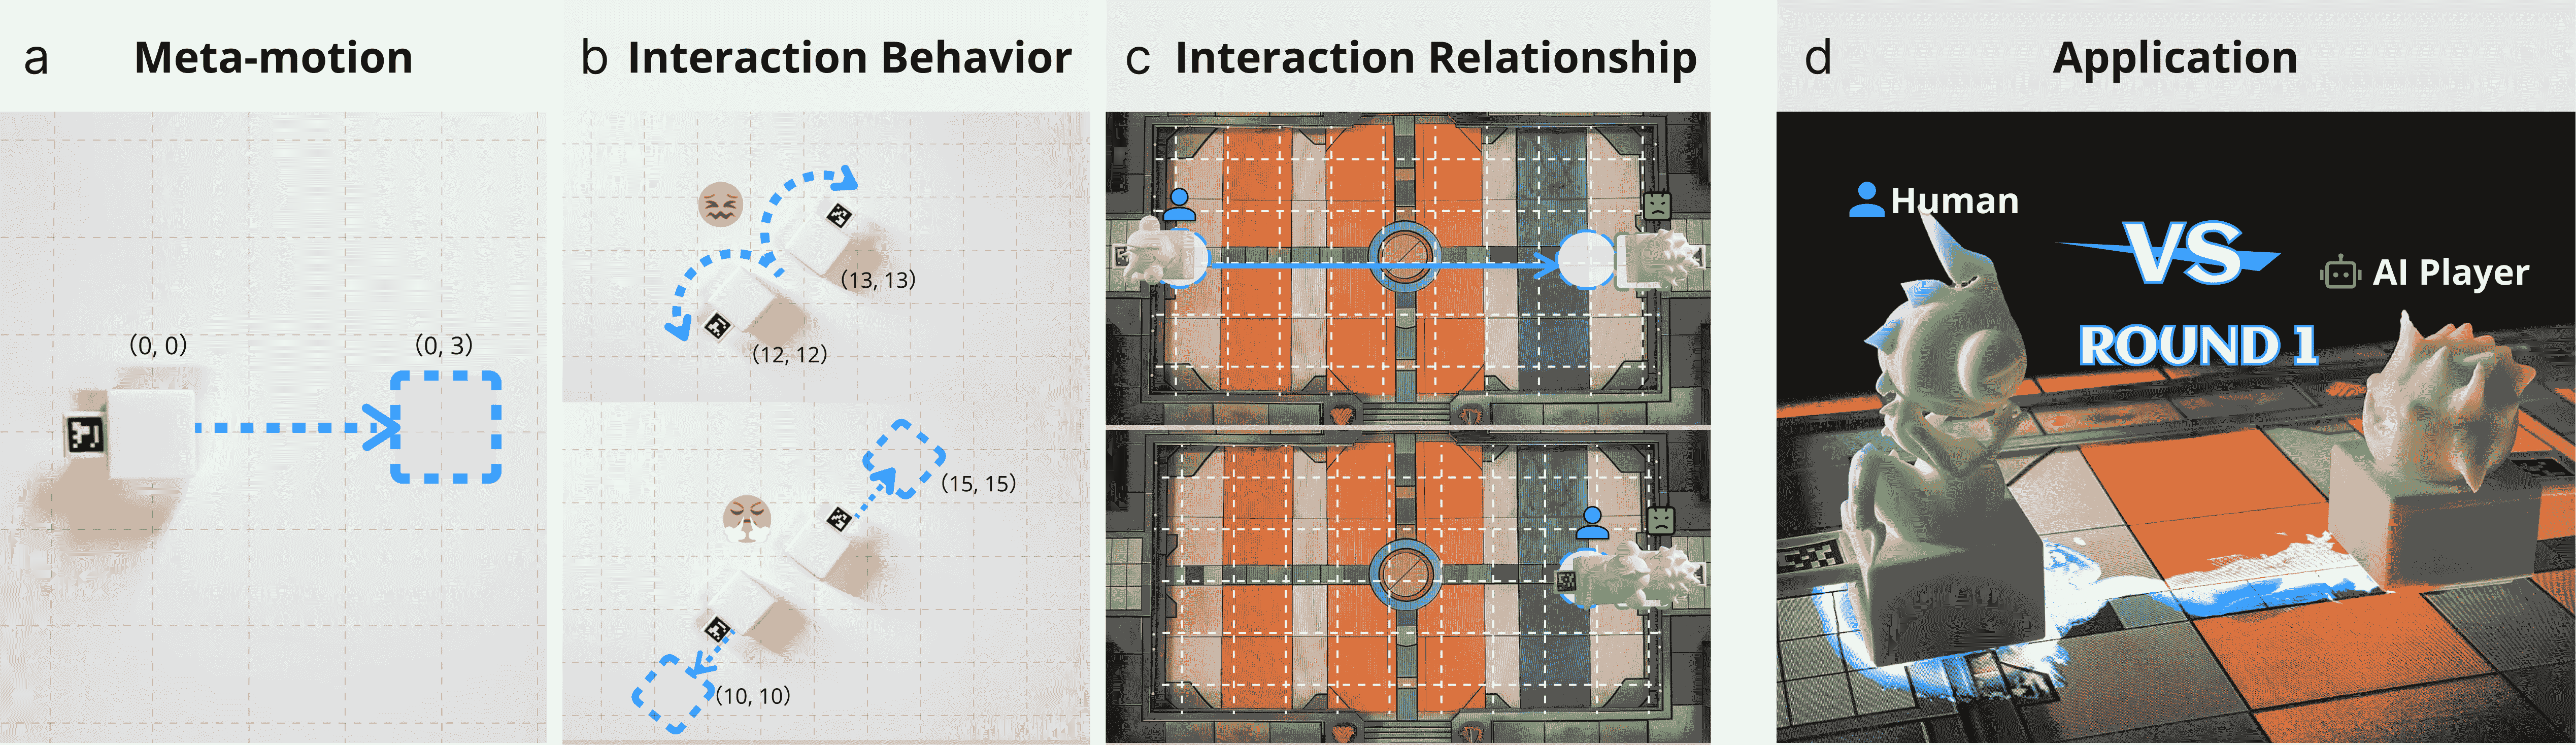 a Meta-motion
(0, 0)
(0, 3)
b Interaction Behavior
(13, 13)
(12, 12)
(15, 15)
(10, 10)
c Interaction Relationship
d Application
Human
VS
AI Player
ROUND 1